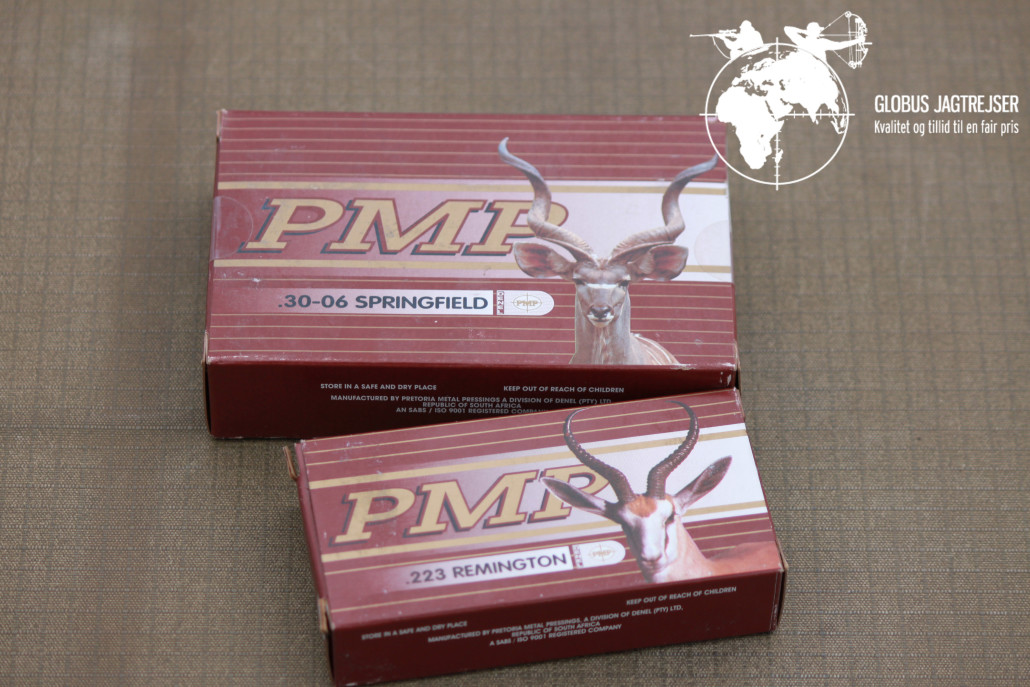 GLOBUS JAGTREJSER
Kvalitet og tillid til en fair pris
PMP
.30-06 SPRINGFIELD
PMP
STORE IN A SAFE AND DRY PLACE
KEEP OUT OF REACH OF CHILDREN
MANUFACTURED BY PRETORIA METAL PRESSINGS A DIVISION OF DENEL (PTY) LTD.
REPUBLIC OF SOUTH AFRICA
AN SABS / ISO 9001 REGISTERED
PMP
.223 REMINGTON
PMP
STORE IN A SAFE AND DRY PLACE
KEEP OUT OF REACH OF CHILDREN
MANUFACTURED BY PRETORIA METAL PRESSINGS, A DIVISION OF DENEL (PTY) LTD.
REPUBLIC OF SOUTH AFRICA
A SABS / ISO 9001 REGISTERED COMPANY